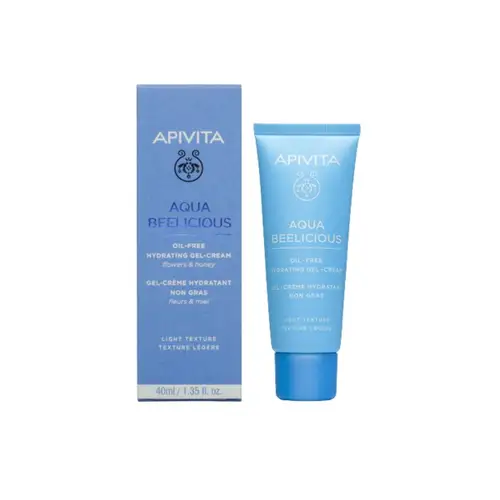 APIVITA
AQUA
BEELICIOUS
OIL-FREE
HYDRATING GEL-CREAM
flowers & honey
GEL-CRÈME HYDRATANT
NON GRAS
fleurs & miel
LIGHT TEXTURE
TEXTURE LÉGÈRE
40ml / 1.35 fl. oz.
APIVITA
AQUA
BEELICIOUS
OIL-FREE
HYDRATING GEL-CREAM
GEL-CRÈME HYDRATANT
NON GRAS
LIGHT TEXTURE
TEXTURE LÉGÈRE